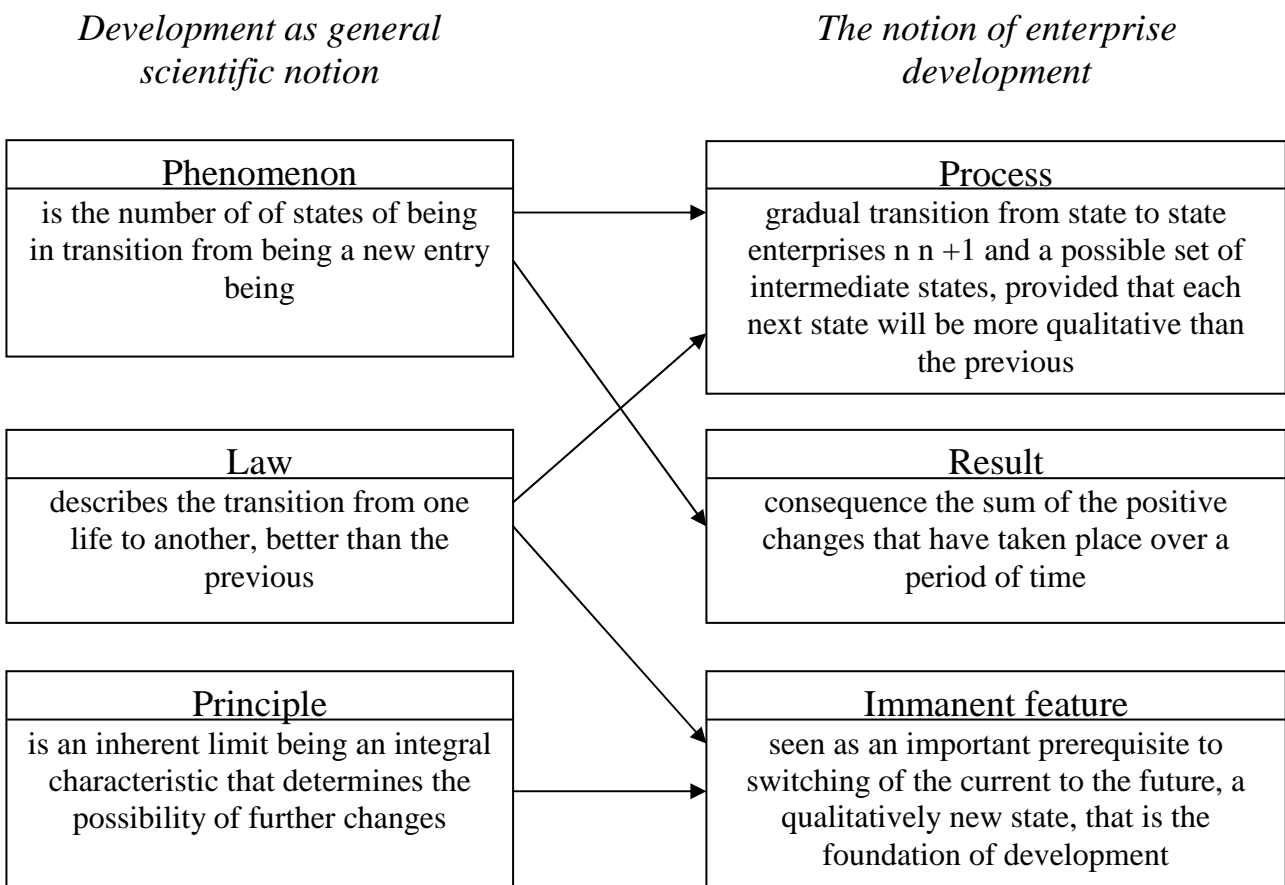 Development as general
scientific notion
The notion of enterprise
development
Phenomenon
is the number of of states of being
in transition from being a new entry
being
Process
gradual transition from state to state
enterprises n n +1 and a possible set of
intermediate states, provided that each
next state will be more qualitative than
the previous
Law
describes the transition from one
life to another, better than the
previous
Result
consequence the sum of the positive
changes that have taken place over a
period of time
Principle
is an inherent limit being an integral
characteristic that determines the
possibility of further changes
Immanent feature
seen as an important prerequisite to
switching of the current to the future, a
qualitatively new state, that is the
foundation of development